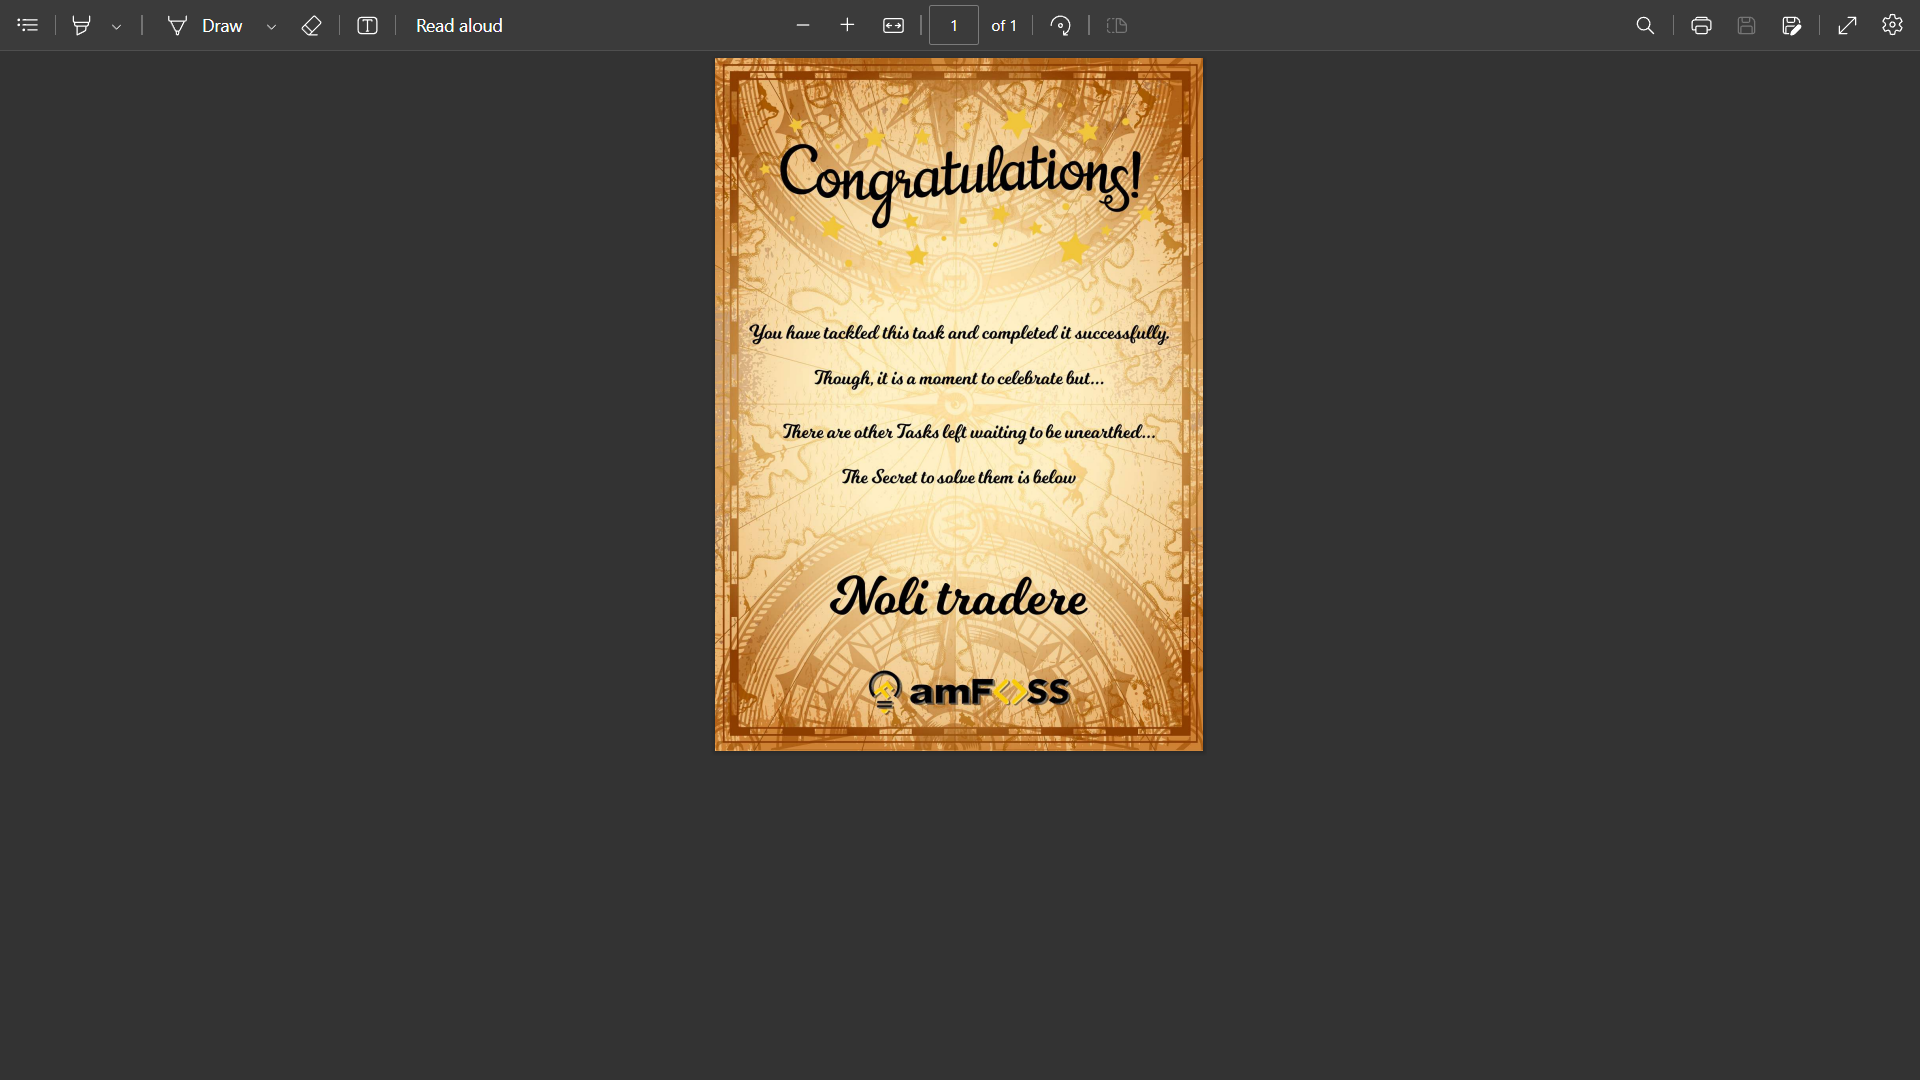 Draw
Read aloud
1 of 1
Congratulations!
You have tackled this task and completed it successfully.
Though, it is a moment to celebrate but...
There are other Tasks left waiting to be unearthed...
The Secret to solve them is below
Noli tradere
amFOSS